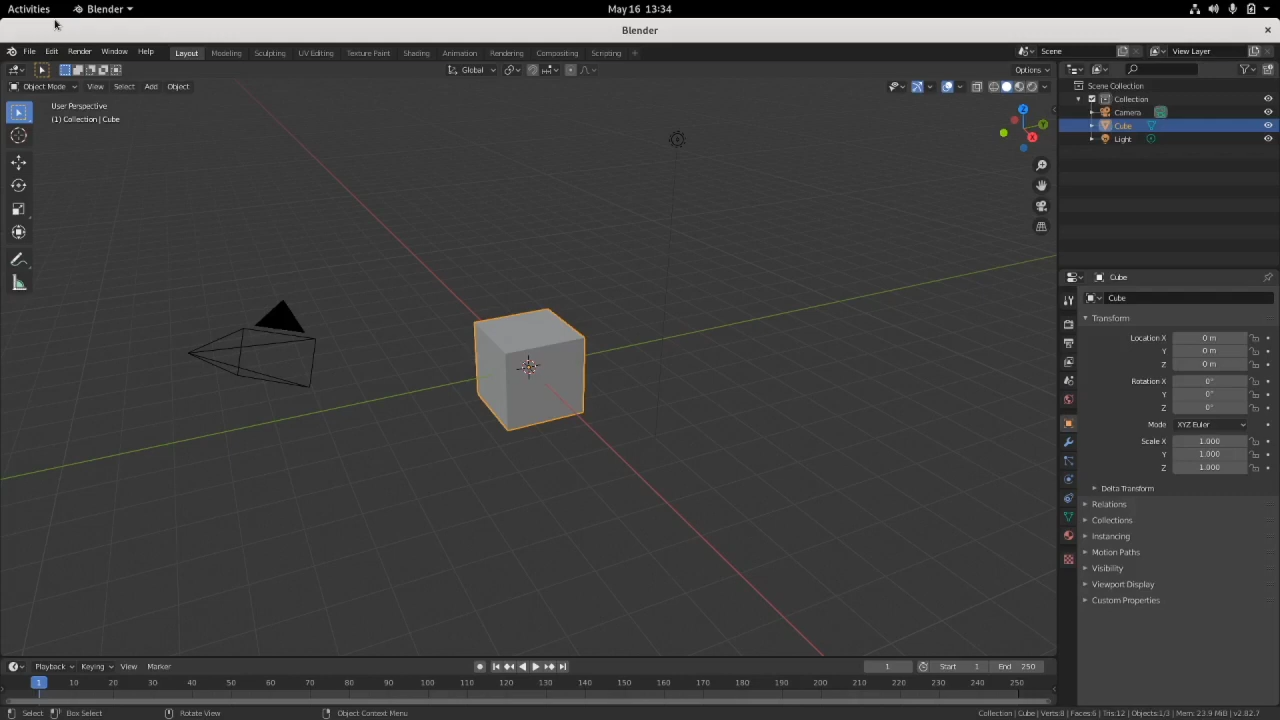 Activities Blender May 16 13:34
Blender
File Edit Render Window Help Layout Modeling Sculpting UV Editing Texture Paint Shading Animation Rendering Compositing Scripting + Scene View Layer
Global Options
Object Mode View Select Add Object
User Perspective
(1) Collection | Cube
Z
Y
X
Scene Collection
Collection
Camera
Cube
Light
Cube
Cube
Transform
Location X 0 m
Y 0 m
Z 0 m
Rotation X 0°
Y 0°
Z 0°
Mode XYZ Euler
Scale X 1.000
Y 1.000
Z 1.000
Delta Transform
Relations
Collections
Instancing
Motion Paths
Visibility
Viewport Display
Custom Properties
Playback Keying View Marker 1 Start 1 End 250
1 10 20 30 40 50 60 70 80 90 100 110 120 130 140 150 160 170 180 190 200 210 220 230 240 250
Select Box Select Rotate View Object Context Menu Collection | Cube | Verts:8 | Faces:6 | Tris:12 | Objects:1/3 | Mem: 23.9 MiB | v2.82.7